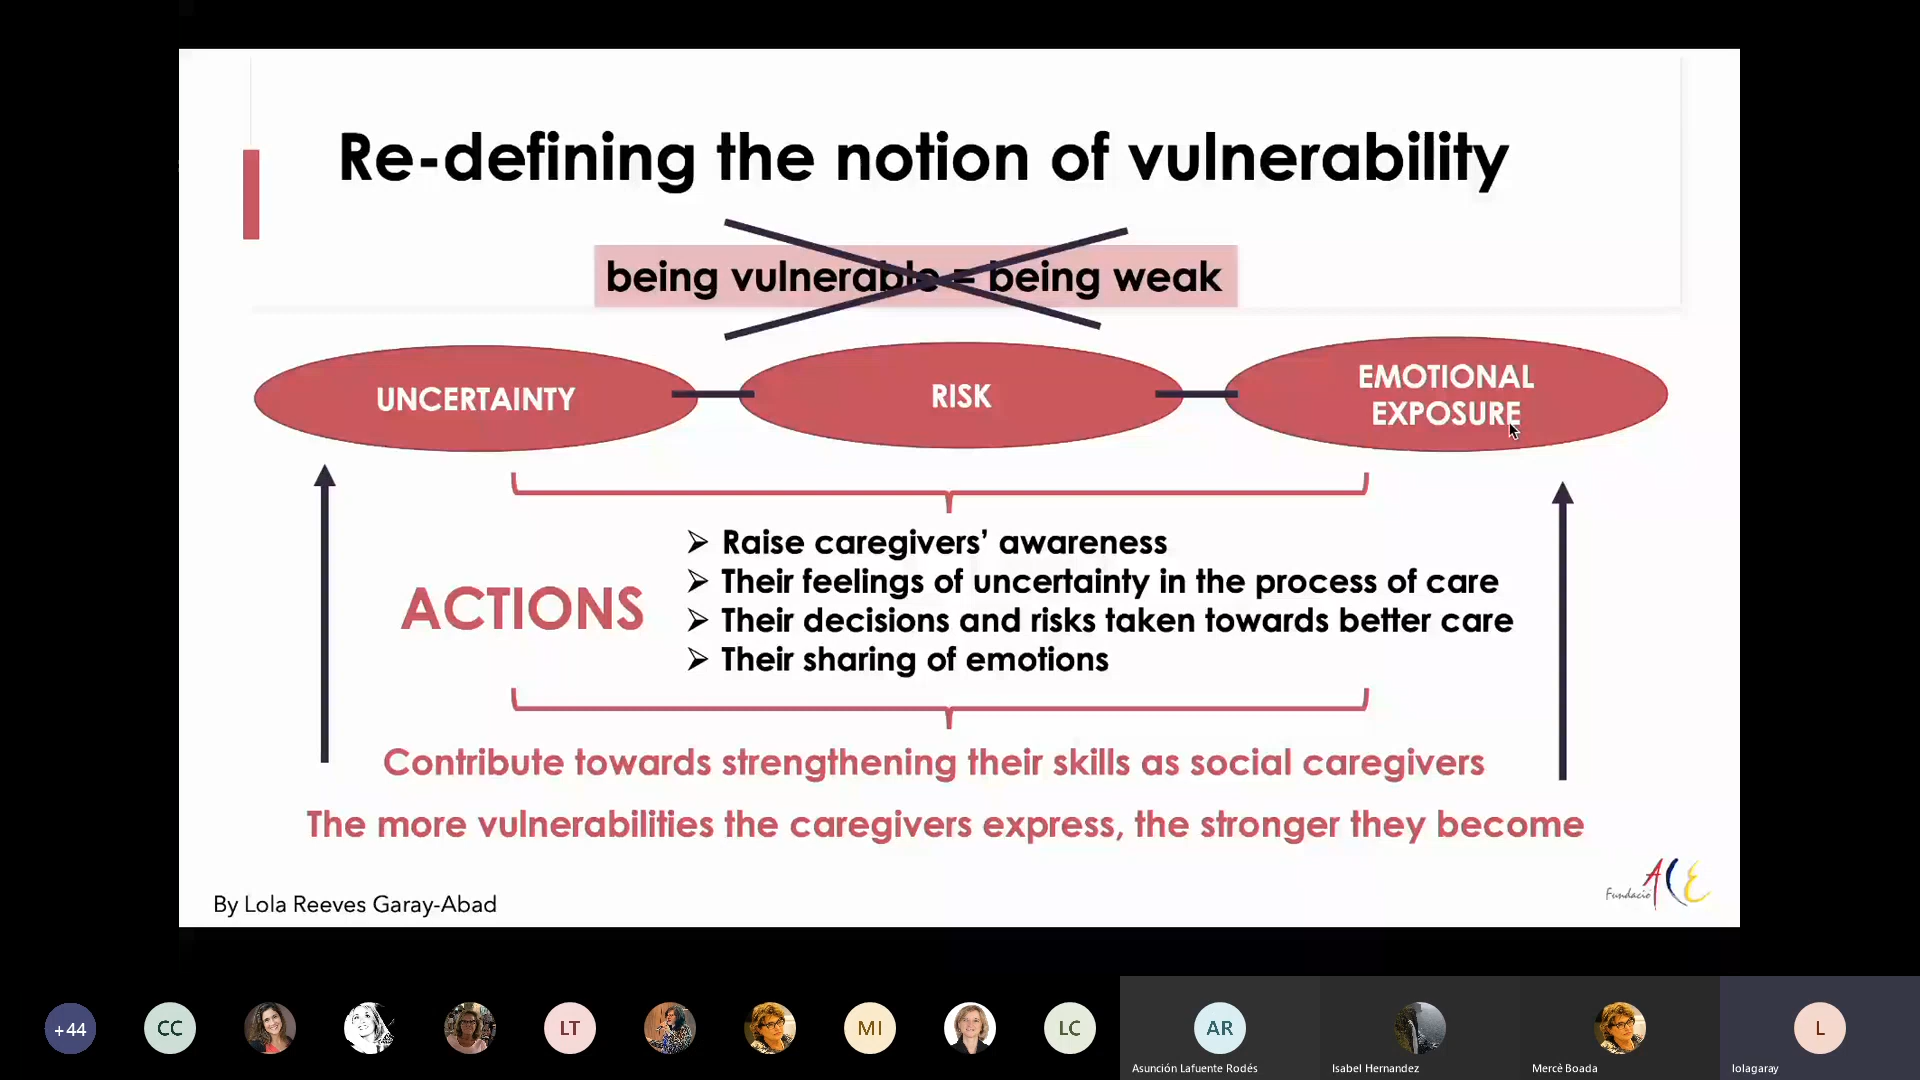 Re-defining the notion of vulnerability
being vulnerable = being weak
UNCERTAINTY
RISK
EMOTIONAL
EXPOSURE
ACTIONS
Raise caregivers’ awareness
Their feelings of uncertainty in the process of care
Their decisions and risks taken towards better care
Their sharing of emotions
Contribute towards strengthening their skills as social caregivers
The more vulnerabilities the caregivers express, the stronger they become
By Lola Reeves Garay-Abad
Fundació ACE
+44
CC
LT
MI
LC
AR
L
Asunción Lafuente Rodés
Isabel Hernandez
Mercè Boada
lolagaray